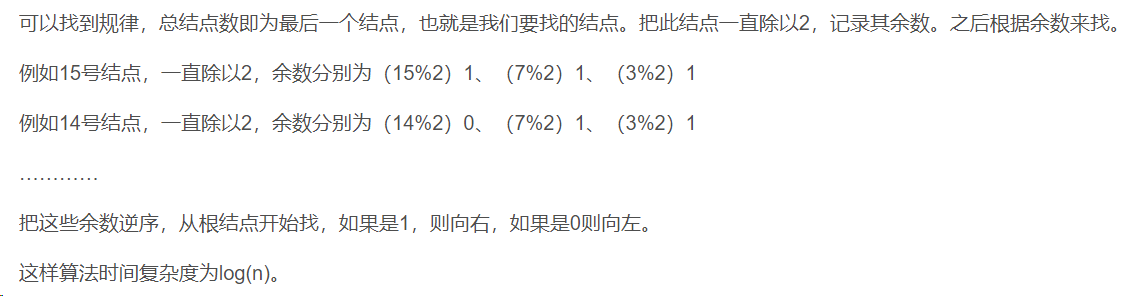 可以找到规律，总结点数即为最后一个结点，也就是我们要找的结点。把此结点一直除以2，记录其余数。之后根据余数来找。
例如15号结点，一直除以2，余数分别为（15%2）1、（7%2）1、（3%2）1
例如14号结点，一直除以2，余数分别为（14%2）0、（7%2）1、（3%2）1
…………
把这些余数逆序，从根结点开始找，如果是1，则向右，如果是0则向左。
这样算法时间复杂度为log(n)。